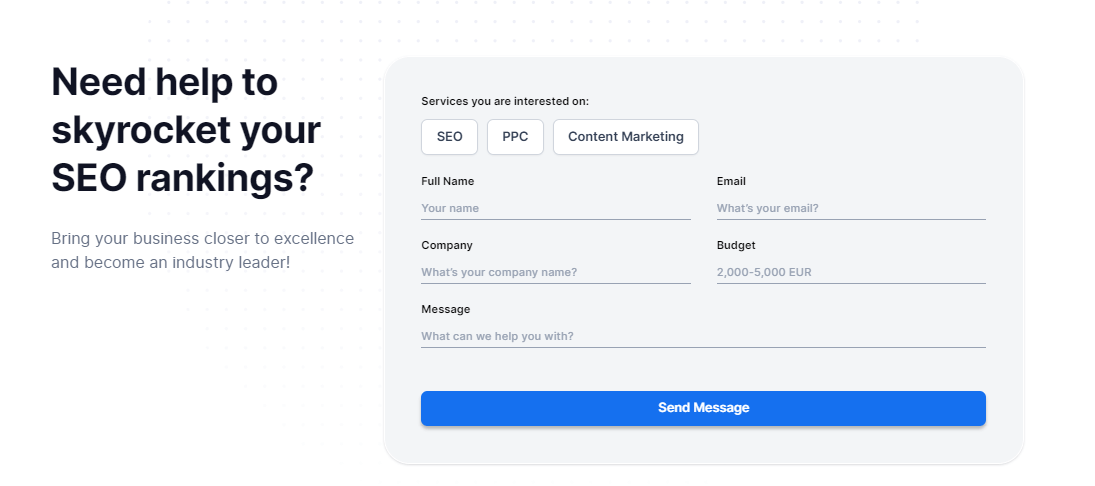 Need help to
skyrocket your
SEO rankings?
Bring your business closer to excellence
and become an industry leader!
Services you are interested on:
SEO PPC Content Marketing
Full Name Email
Your name What's your email?
Company Budget
What's your company name? 2,000-5,000 EUR
Message
What can we help you with?
Send Message